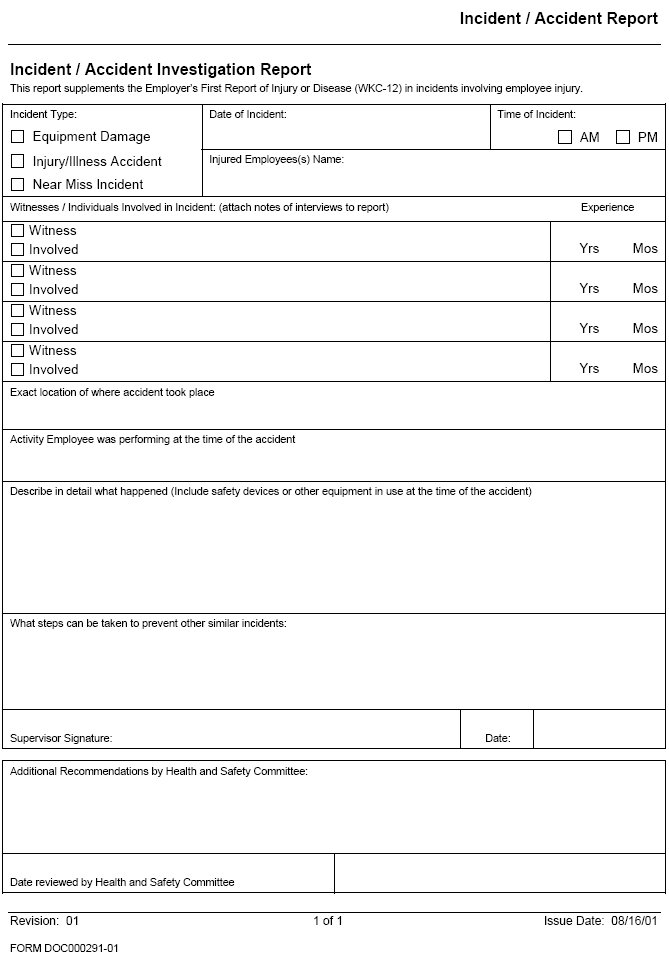 Incident / Accident Report
Incident / Accident Investigation Report
This report supplements the Employer's First Report of Injury or Disease (WKC-12) in incidents involving employee injury.
Incident Type:
Equipment Damage
Injury/Illness Accident
Near Miss Incident
Date of Incident:
Time of Incident:
AM PM
Injured Employees(s) Name:
Witnesses / Individuals Involved in Incident: (attach notes of interviews to report) Experience
Witness
Involved Yrs Mos
Witness
Involved Yrs Mos
Witness
Involved Yrs Mos
Witness
Involved Yrs Mos
Exact location of where accident took place
Activity Employee was performing at the time of the accident
Describe in detail what happened (Include safety devices or other equipment in use at the time of the accident)
What steps can be taken to prevent other similar incidents:
Supervisor Signature: Date:
Additional Recommendations by Health and Safety Committee:
Date reviewed by Health and Safety Committee
Revision: 01 1 of 1 Issue Date: 08/16/01
FORM DOC000291-01